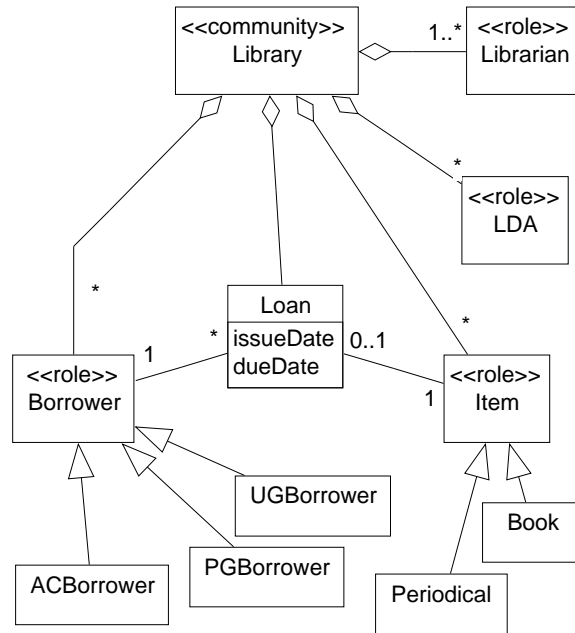 <<community>>
Library
1..*
<<role>>
Librarian
*
<<role>>
LDA
*
*
Loan
issueDate
dueDate
1
*
0..1
1
<<role>>
Borrower
<<role>>
Item
UGBorrower
Book
ACBorrower
PGBorrower
Periodical